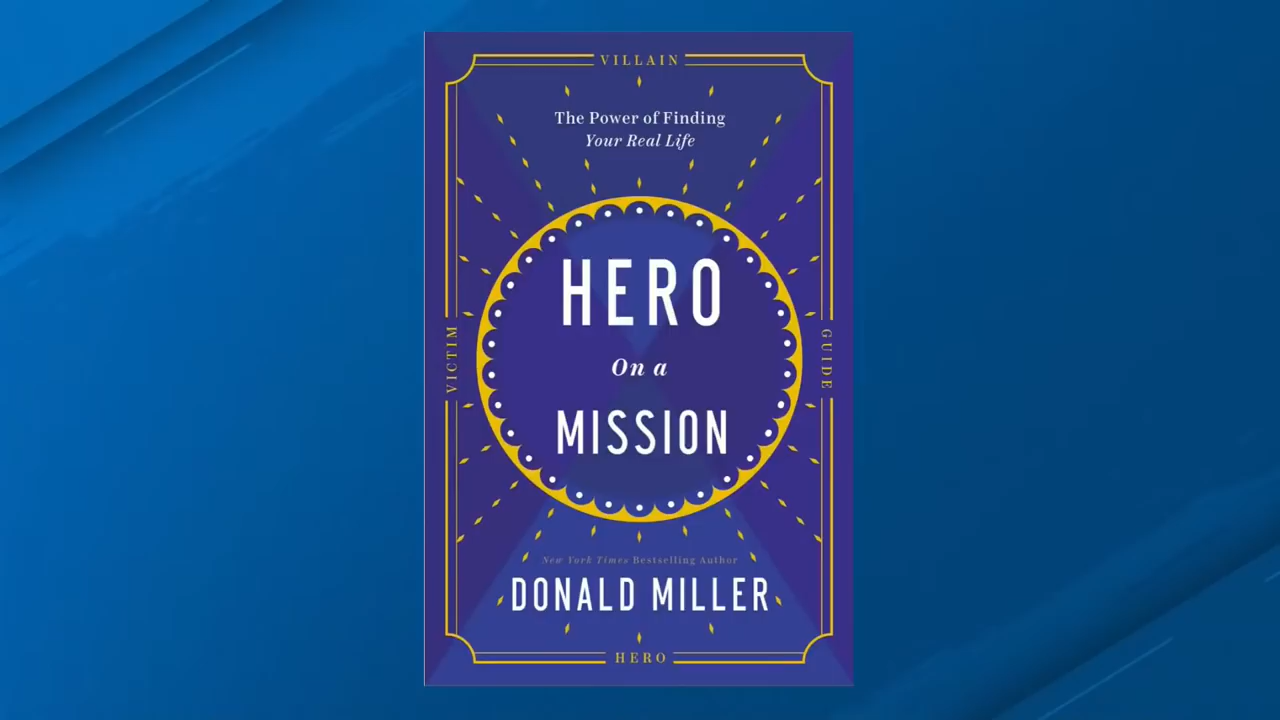 VILLAIN
The Power of Finding
Your Real Life
HERO
On a
MISSION
VICTIM
GUIDE
New York Times Bestselling Author
DONALD MILLER
HERO